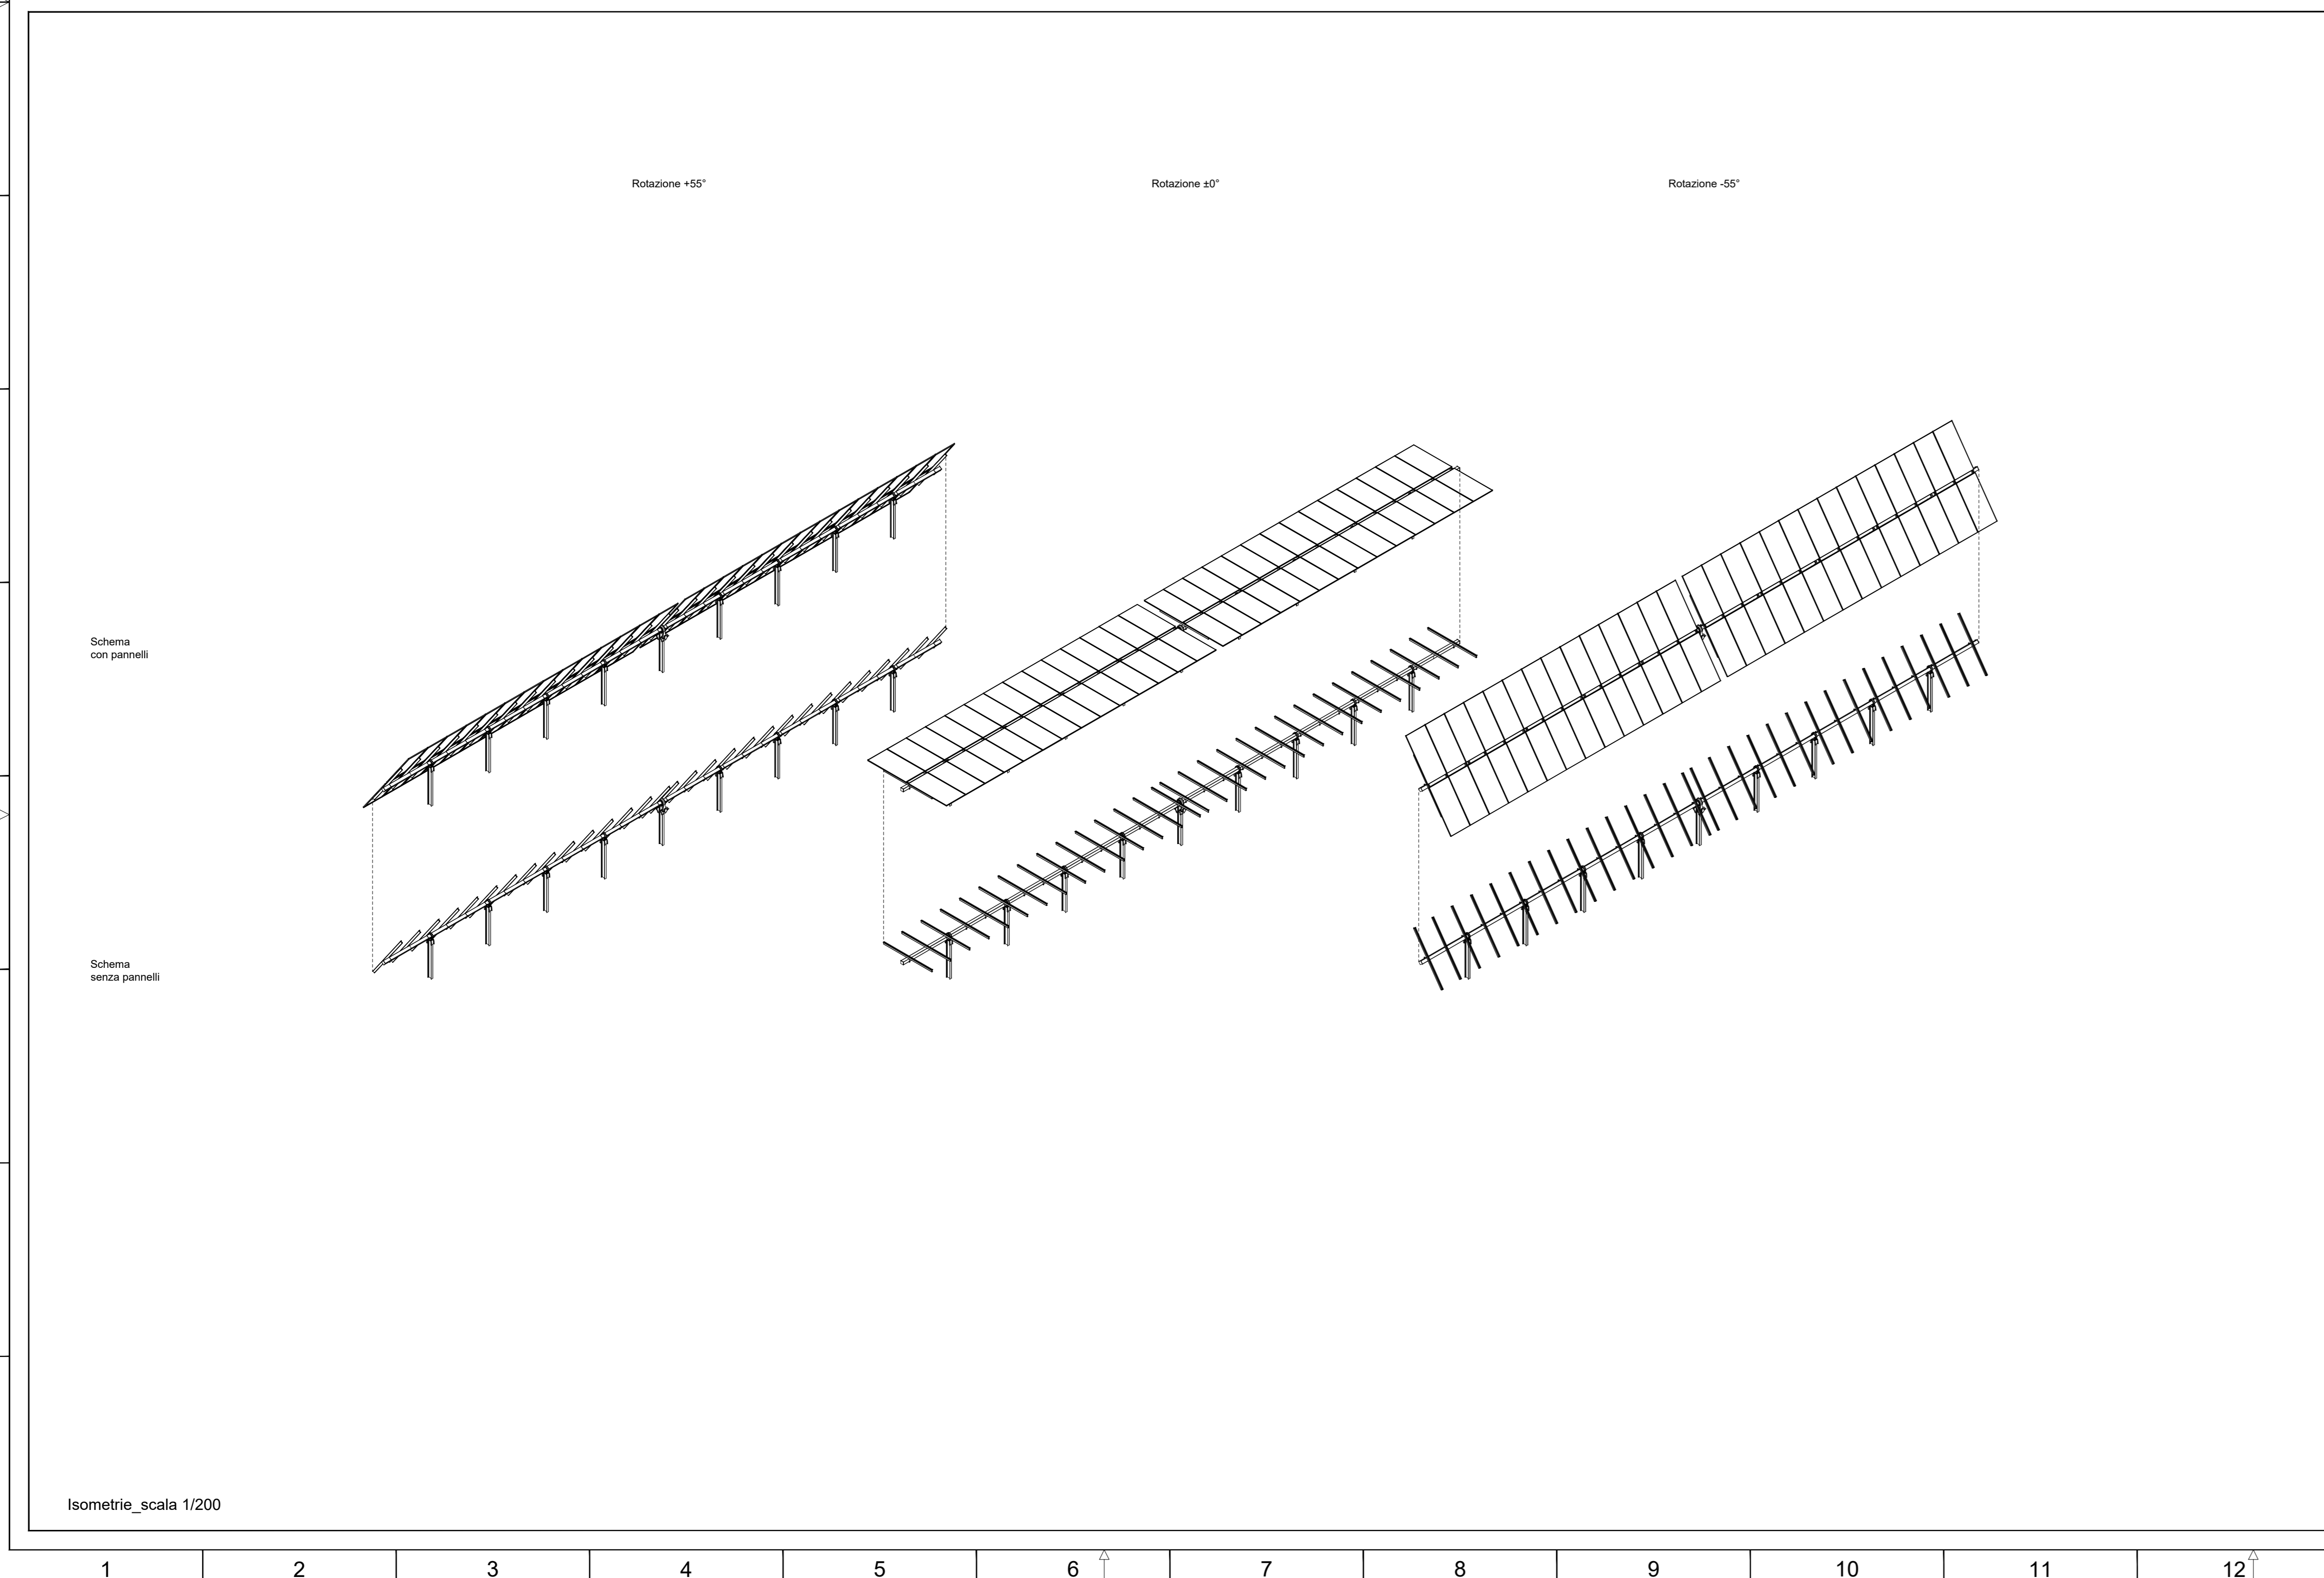 Rotazione +55° Rotazione ±0° Rotazione -55°
Schema
con pannelli
Schema
senza pannelli
Isometrie_scala 1/200
1 2 3 4 5 6 7 8 9 10 11 12